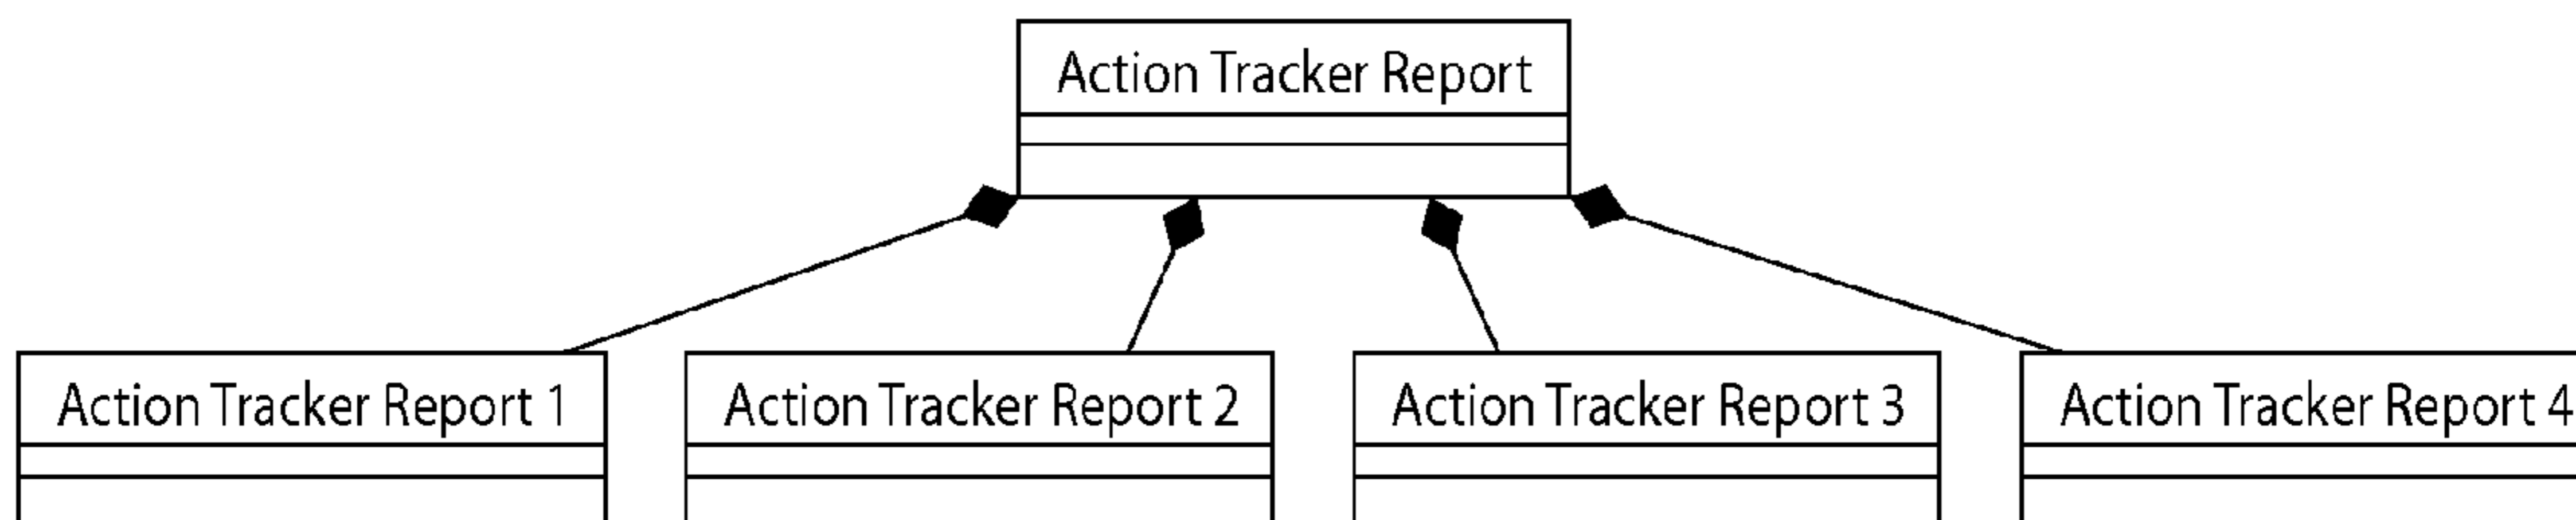 Action Tracker Report
Action Tracker Report 1
Action Tracker Report 2
Action Tracker Report 3
Action Tracker Report 4